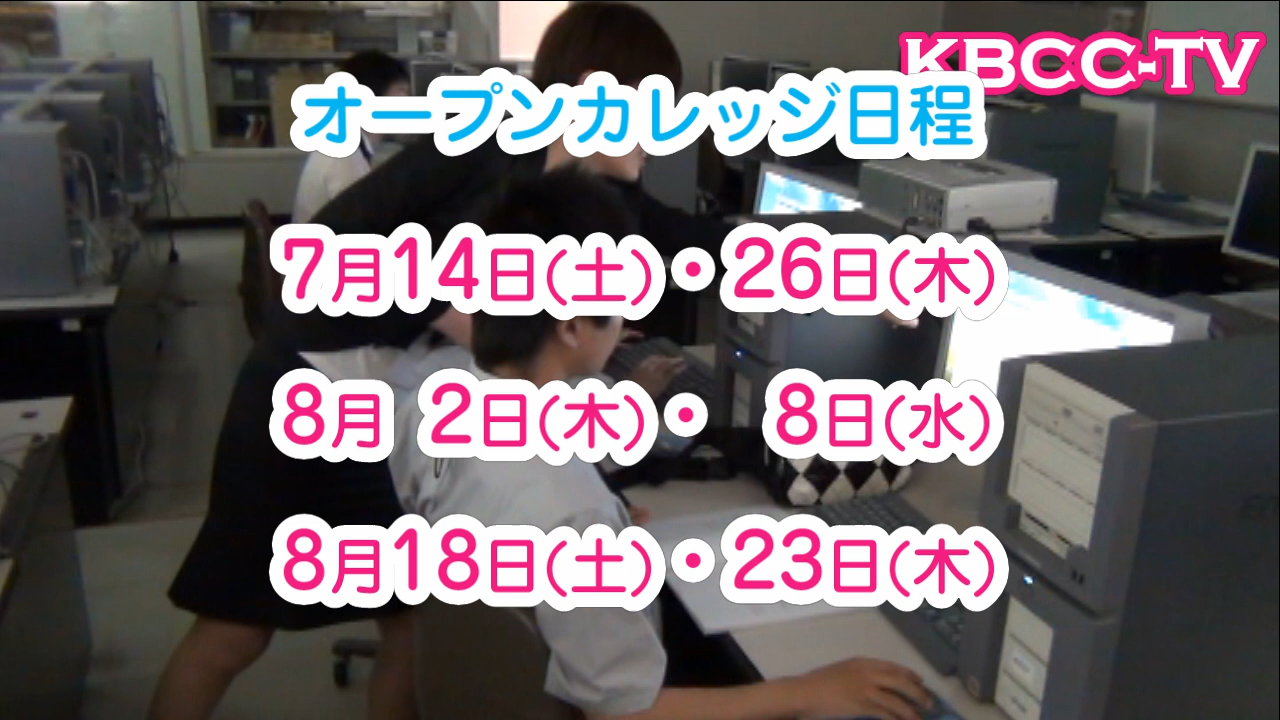 KBCC-TV
オープンカレッジ日程
7月14日(土)・26日(木)
8月 2日(木)・ 8日(水)
8月18日(土)・23日(木)